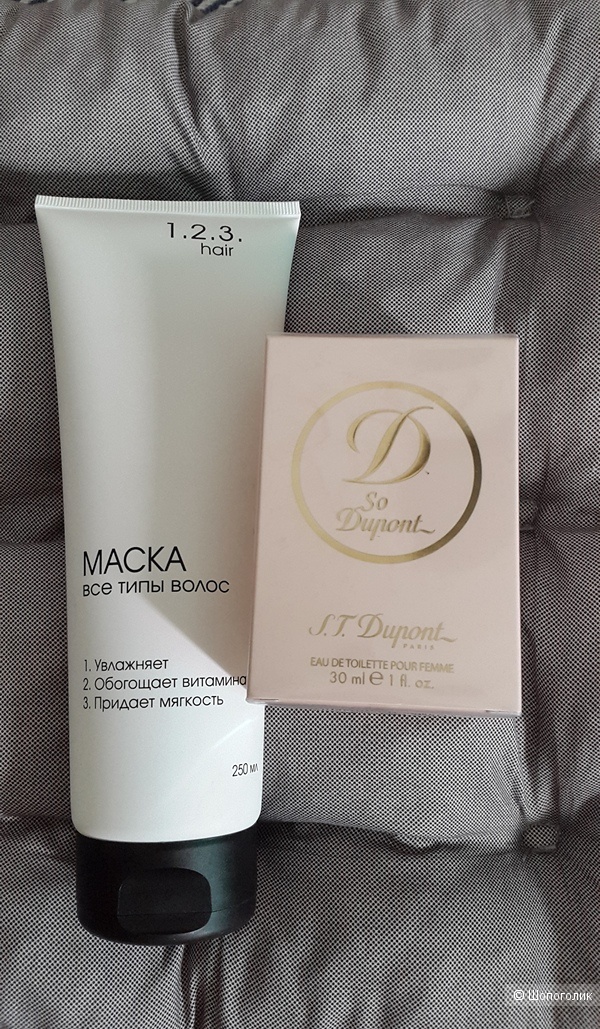 1.2.3.
hair
МАСКА
все типы волос
1. Увлажняет
2. Обогощает витамина
3. Придает мягкость
250 мл
D.
So
Dupont
S.T. Dupont
PARIS
EAU DE TOILETTE POUR FEMME
30 ml ℮ 1 fl. oz.
© Шопоголик